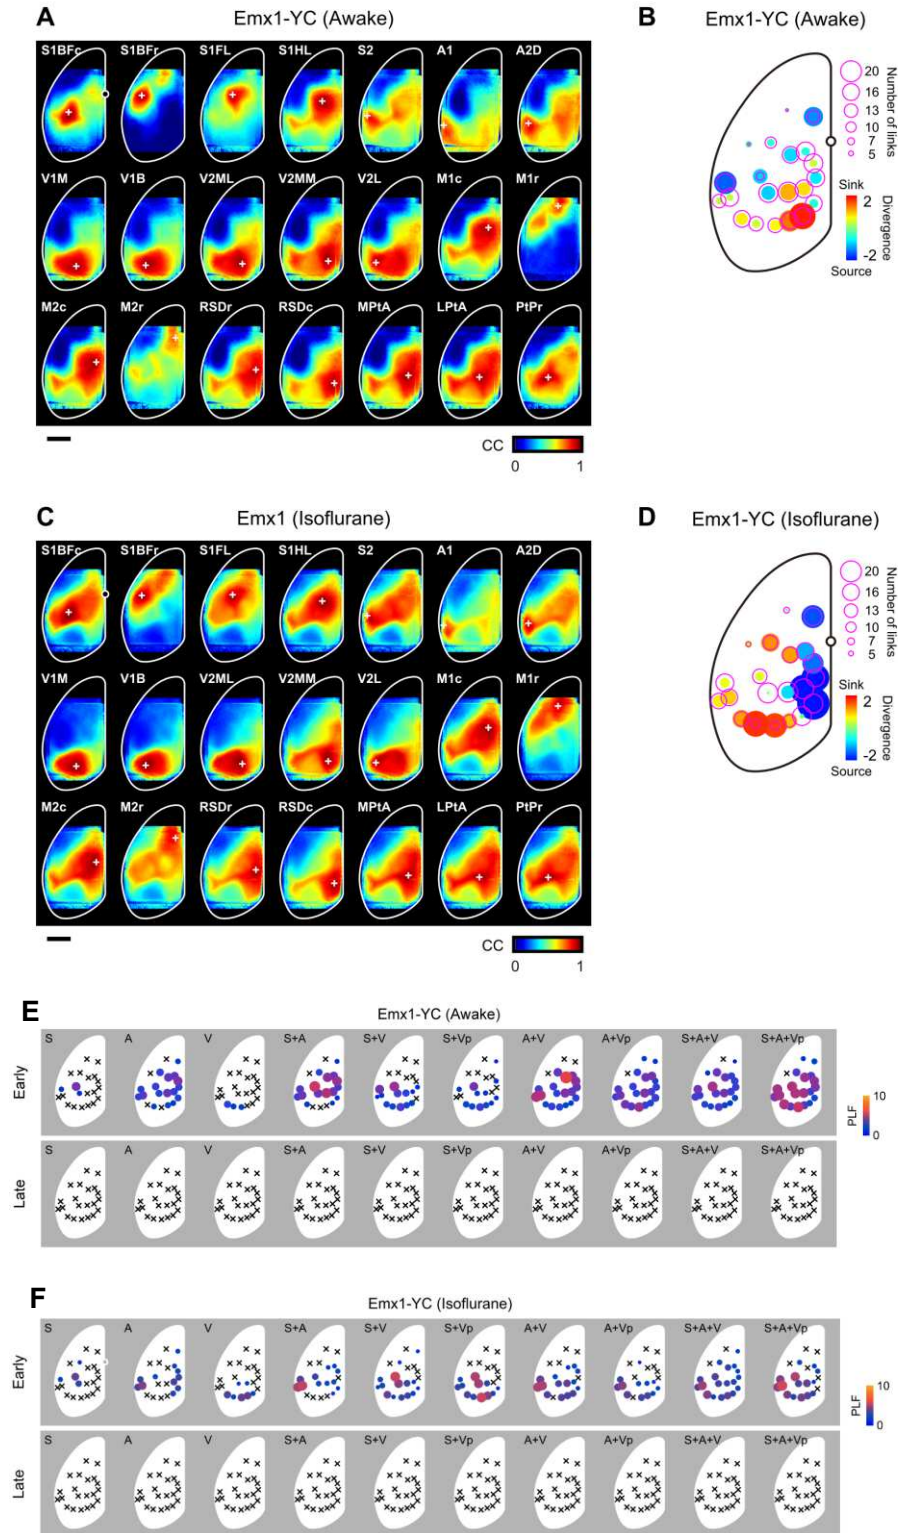 A
Emx1-YC (Awake)
S1BFc S1BFr S1FL S1HL S2 A1 A2D
V1M V1B V2ML V2MM V2L M1c M1r
M2c M2r RSDr RSDc MPtA LPtA PtPr
CC
0 1
B
Emx1-YC (Awake)
20
16
13
10
7
5
Number of links
Sink
2
-2
Divergence
Source
C
Emx1 (Isoflurane)
S1BFc S1BFr S1FL S1HL S2 A1 A2D
V1M V1B V2ML V2MM V2L M1c M1r
M2c M2r RSDr RSDc MPtA LPtA PtPr
CC
0 1
D
Emx1-YC (Isoflurane)
20
16
13
10
7
5
Number of links
Sink
2
-2
Divergence
Source
E
Emx1-YC (Awake)
Early
S A V S+A S+V S+Vp A+V A+Vp S+A+V S+A+Vp
Late
S A V S+A S+V S+Vp A+V A+Vp S+A+V S+A+Vp
PLF
10
0
F
Emx1-YC (Isoflurane)
Early
S A V S+A S+V S+Vp A+V A+Vp S+A+V S+A+Vp
Late
S A V S+A S+V S+Vp A+V A+Vp S+A+V S+A+Vp
PLF
10
0